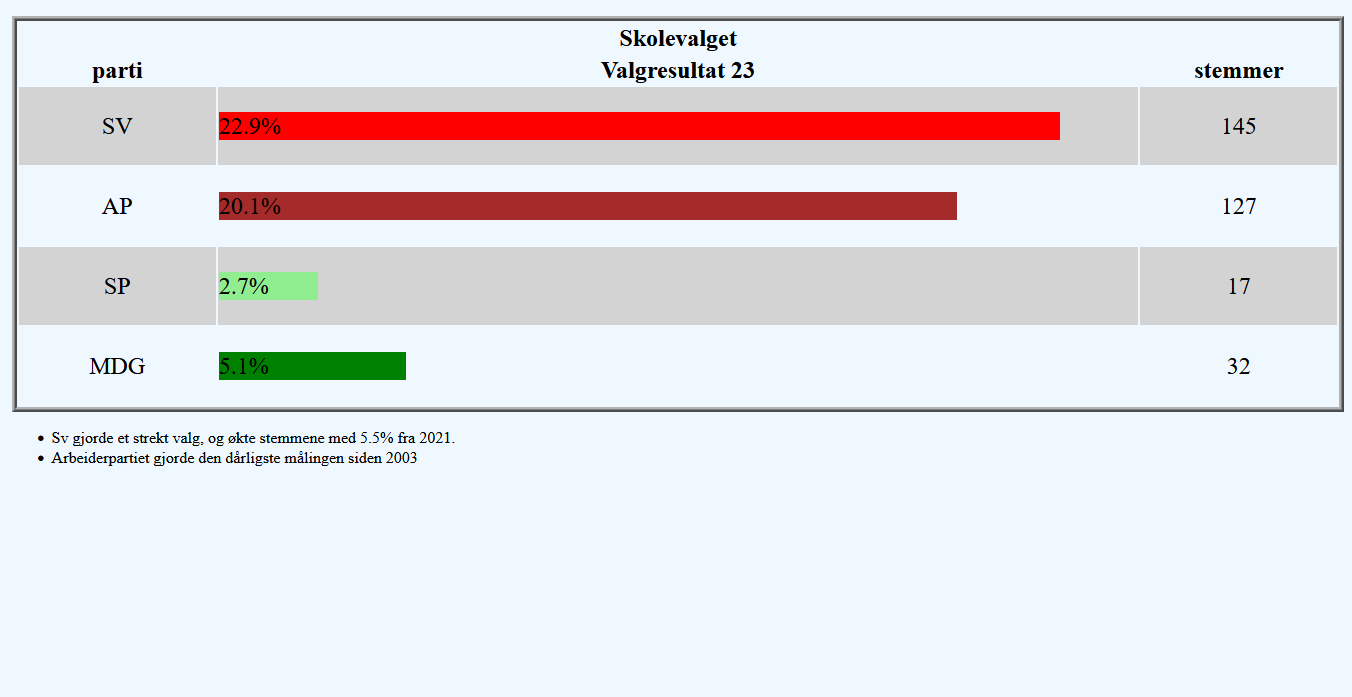 Skolevalget
parti Valgresultat 23 stemmer
SV 22.9% 145
AP 20.1% 127
SP 2.7% 17
MDG 5.1% 32
• Sv gjorde et strekt valg, og økte stemmene med 5.5% fra 2021.
• Arbeiderpartiet gjorde den dårligste målingen siden 2003